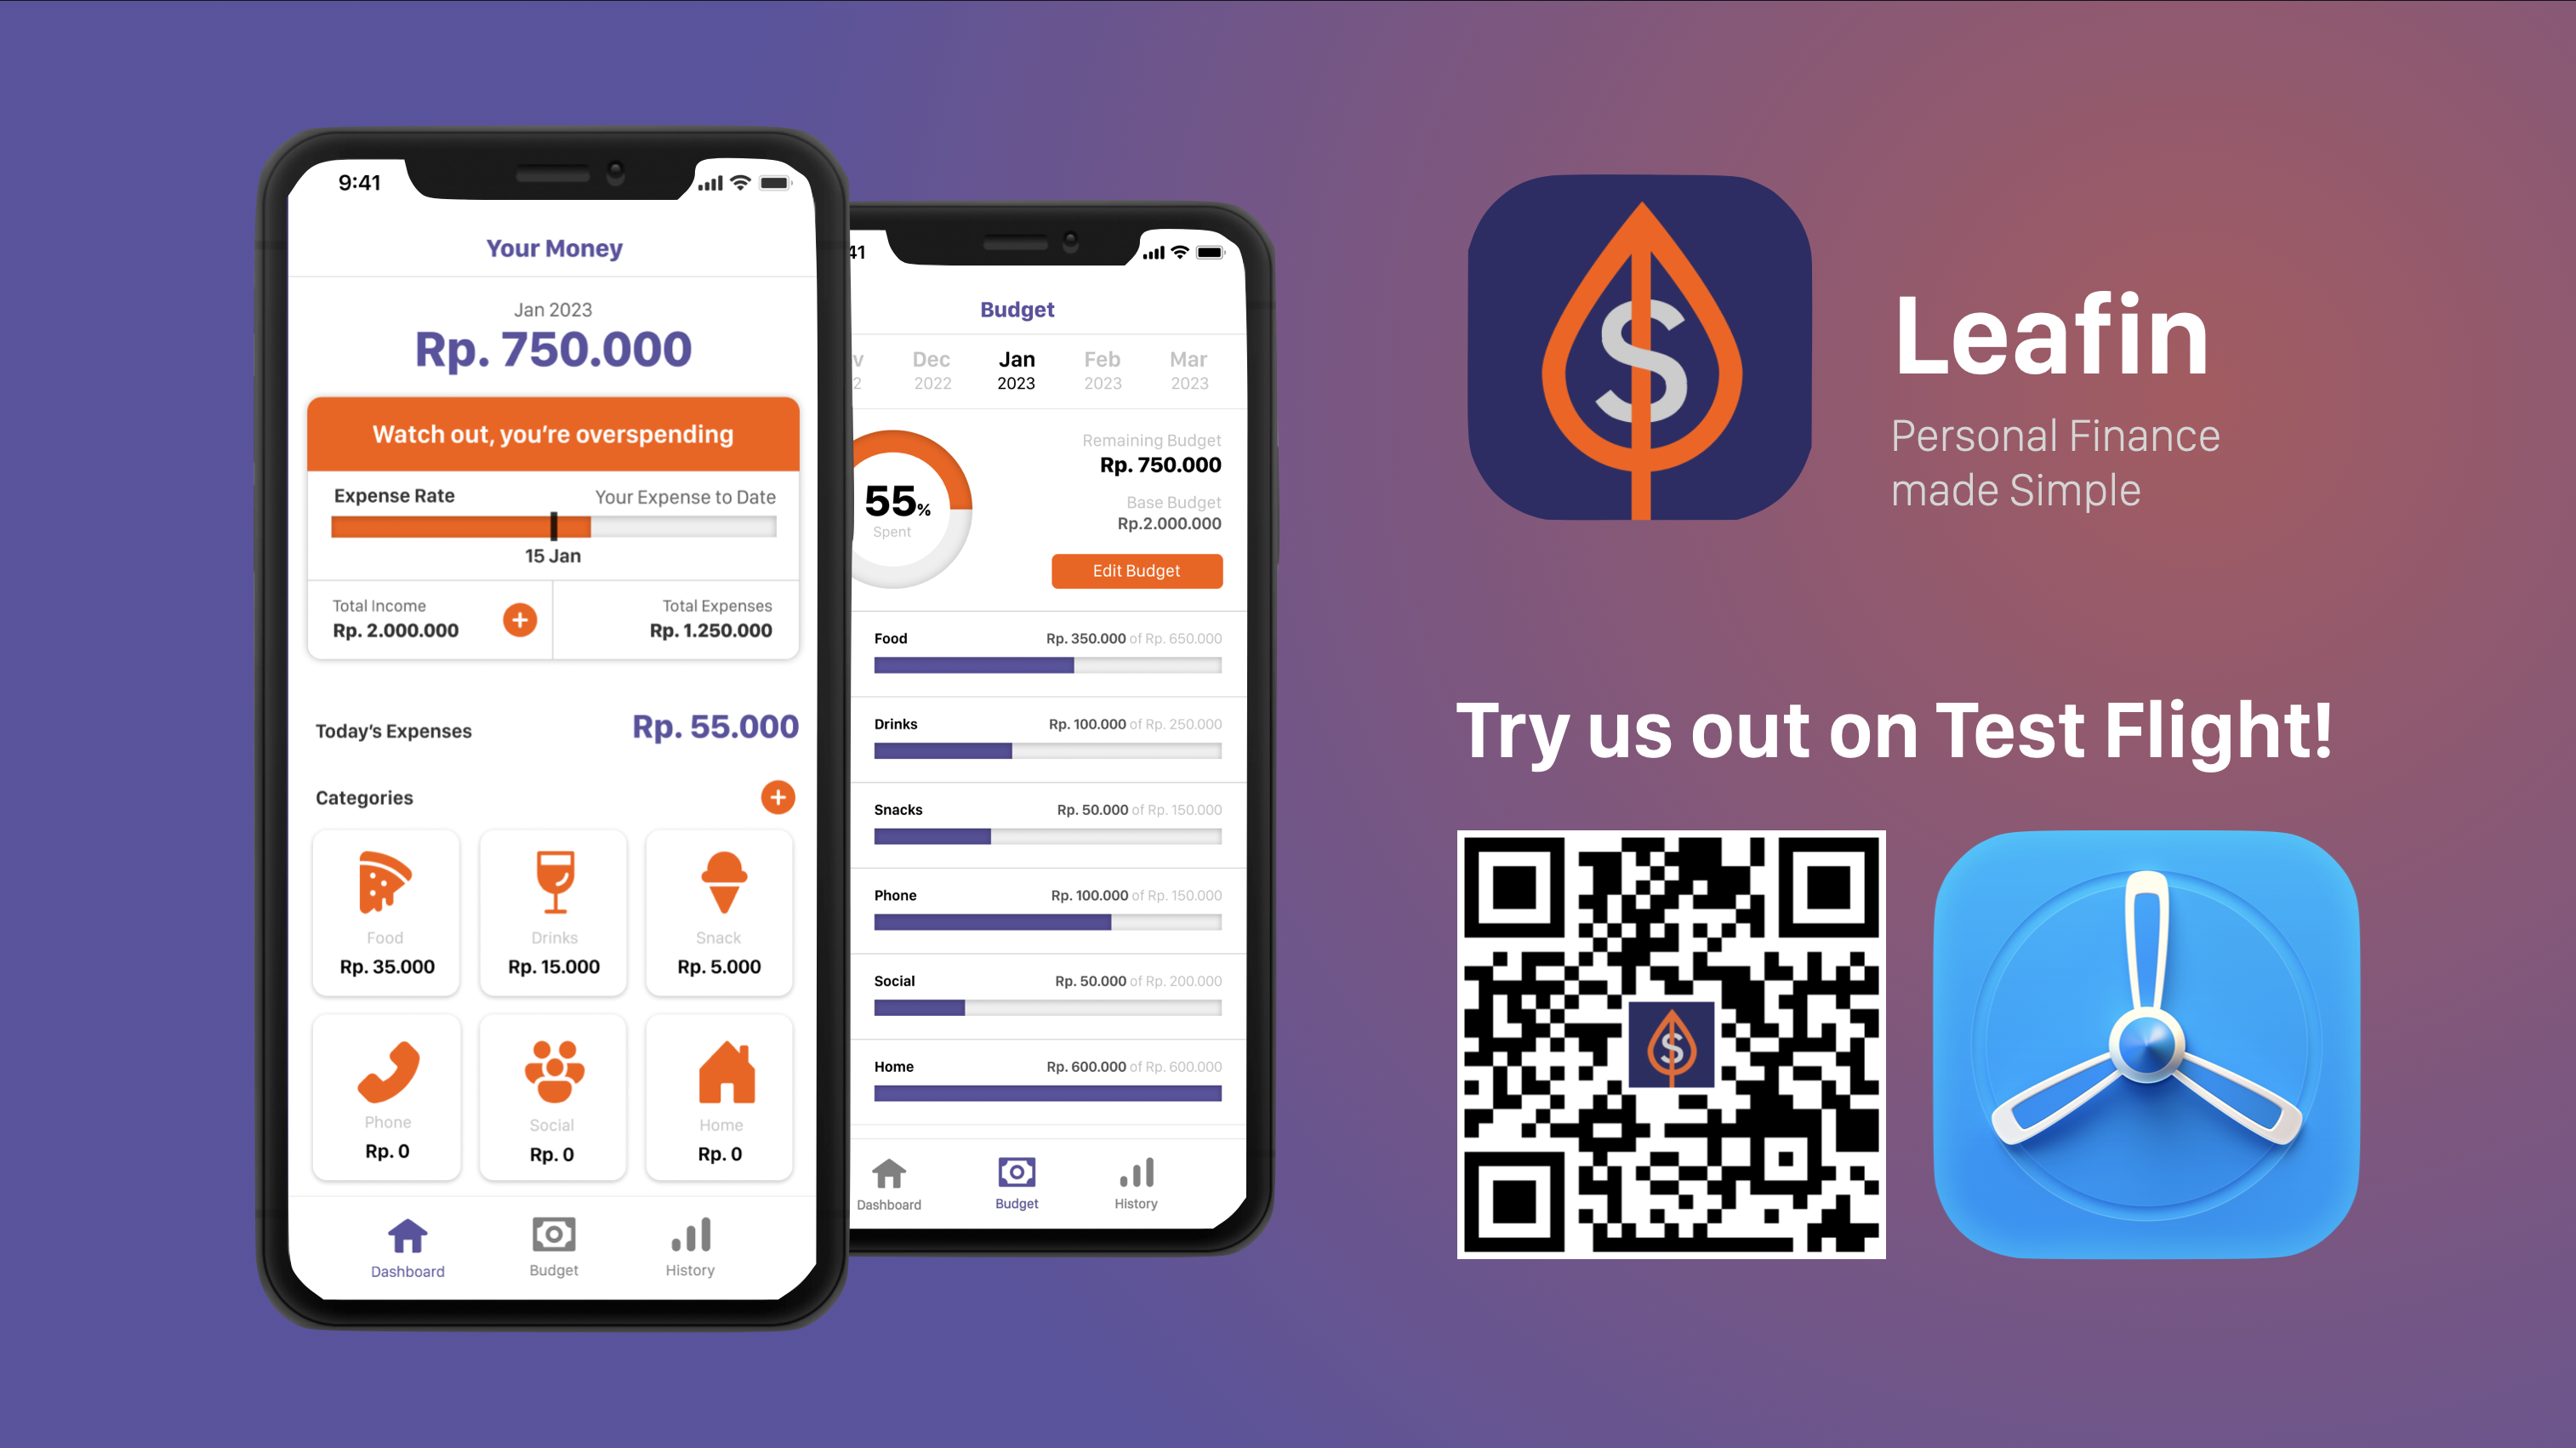 9:41
Your Money
Jan 2023
Rp. 750.000
Watch out, you're overspending
Expense Rate
Your Expense to Date
15 Jan
Total Income
Rp. 2.000.000
Total Expenses
Rp. 1.250.000
Today's Expenses
Rp. 55.000
Categories
Food
Rp. 35.000
Drinks
Rp. 15.000
Snack
Rp. 5.000
Phone
Rp. 0
Social
Rp. 0
Home
Rp. 0
Dashboard
Budget
History
41
Budget
v
2
Dec
2022
Jan
2023
Feb
2023
Mar
2023
55%
Spent
Remaining Budget
Rp. 750.000
Base Budget
Rp.2.000.000
Edit Budget
Food
Rp. 350.000 of Rp. 650.000
Drinks
Rp. 100.000 of Rp. 250.000
Snacks
Rp. 50.000 of Rp. 150.000
Phone
Rp. 100.000 of Rp. 150.000
Social
Rp. 50.000 of Rp. 200.000
Home
Rp. 600.000 of Rp. 600.000
Dashboard
Budget
History
S
Leafin
Personal Finance
made Simple
Try us out on Test Flight!
S